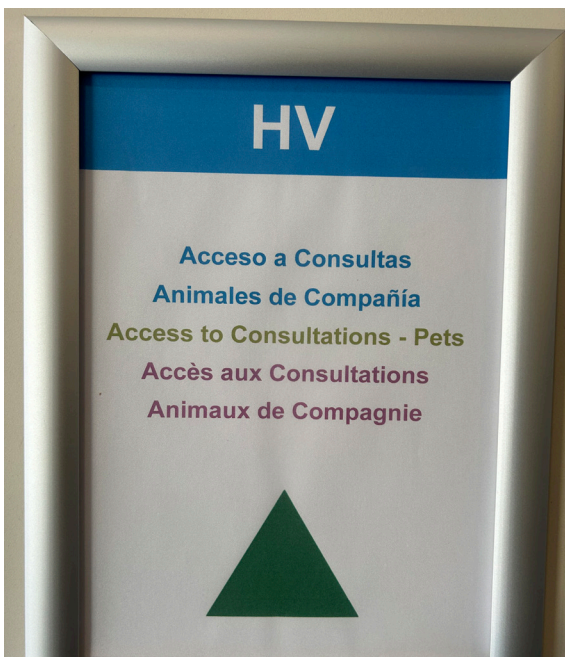 HV
Acceso a Consultas
Animales de Compañía
Access to Consultations - Pets
Accès aux Consultations
Animaux de Compagnie